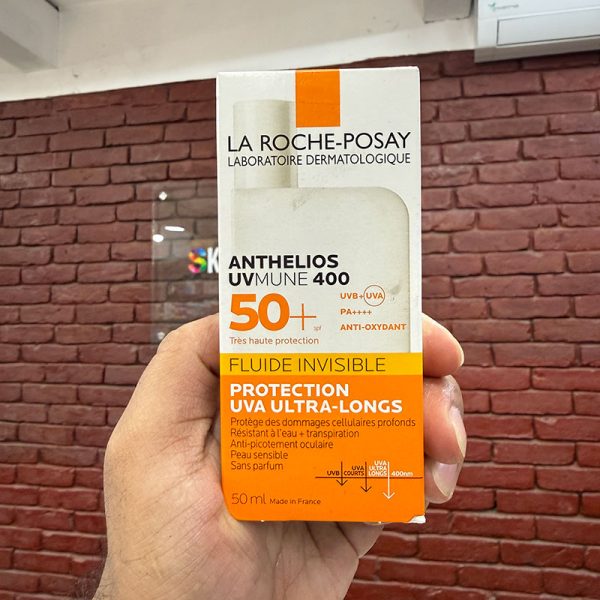 LA ROCHE-POSAY
LABORATOIRE DERMATOLOGIQUE
ANTHELIOS
UVMUNE 400
50+ spf
UVB+UVA
PA++++
ANTI-OXYDANT
Très haute protection
FLUIDE INVISIBLE
PROTECTION
UVA ULTRA-LONGS
Protège des dommages cellulaires profonds
Résistant à l'eau + transpiration
Anti-picotement oculaire
Peau sensible
Sans parfum
UVB
UVA COURTS
UVA ULTRA LONGS
400nm
50 ml Made in France